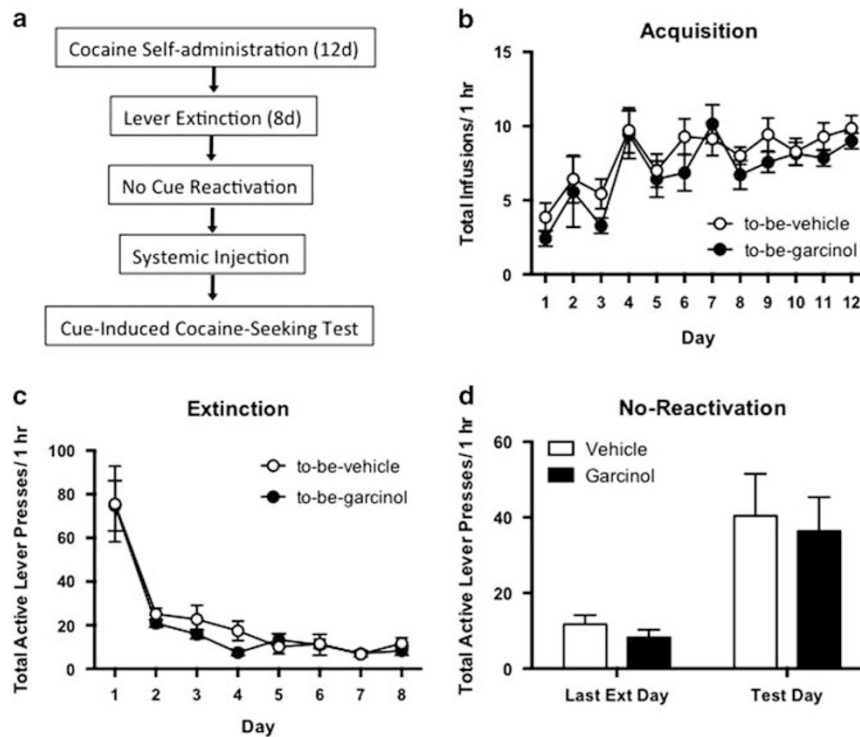 a
Cocaine Self-administration (12d)
Lever Extinction (8d)
No Cue Reactivation
Systemic Injection
Cue-Induced Cocaine-Seeking Test
b
Acquisition
Total Infusions/ 1 hr
15
10
5
0
to-be-vehicle
to-be-garcinol
1 2 3 4 5 6 7 8 9 10 11 12
Day
c
Extinction
Total Active Lever Presses/ 1 hr
100
80
60
40
20
0
to-be-vehicle
to-be-garcinol
1 2 3 4 5 6 7 8
Day
d
No-Reactivation
Total Active Lever Presses/ 1 hr
60
40
20
0
Vehicle
Garcinol
Last Ext Day Test Day